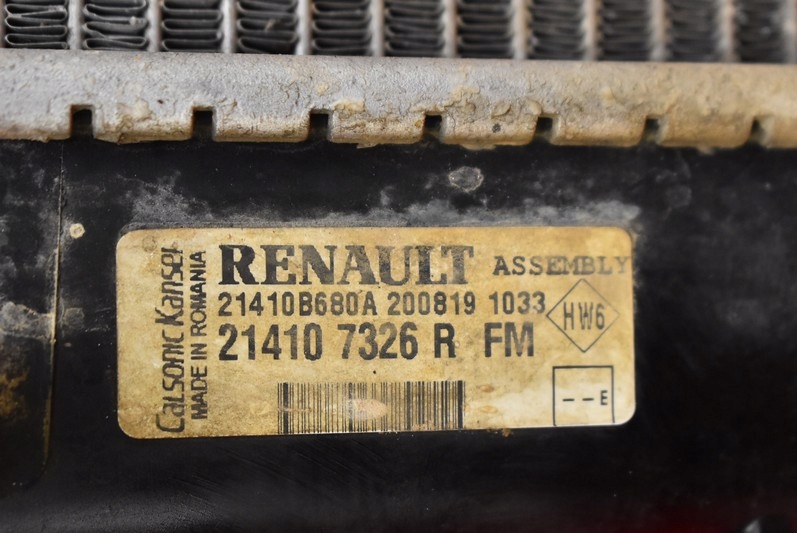 RENAULT ASSEMBLY
21410B680A 200819 1033
21410 7326 R FM
HW6
--E
Calsonic Kansei
MADE IN ROMANIA